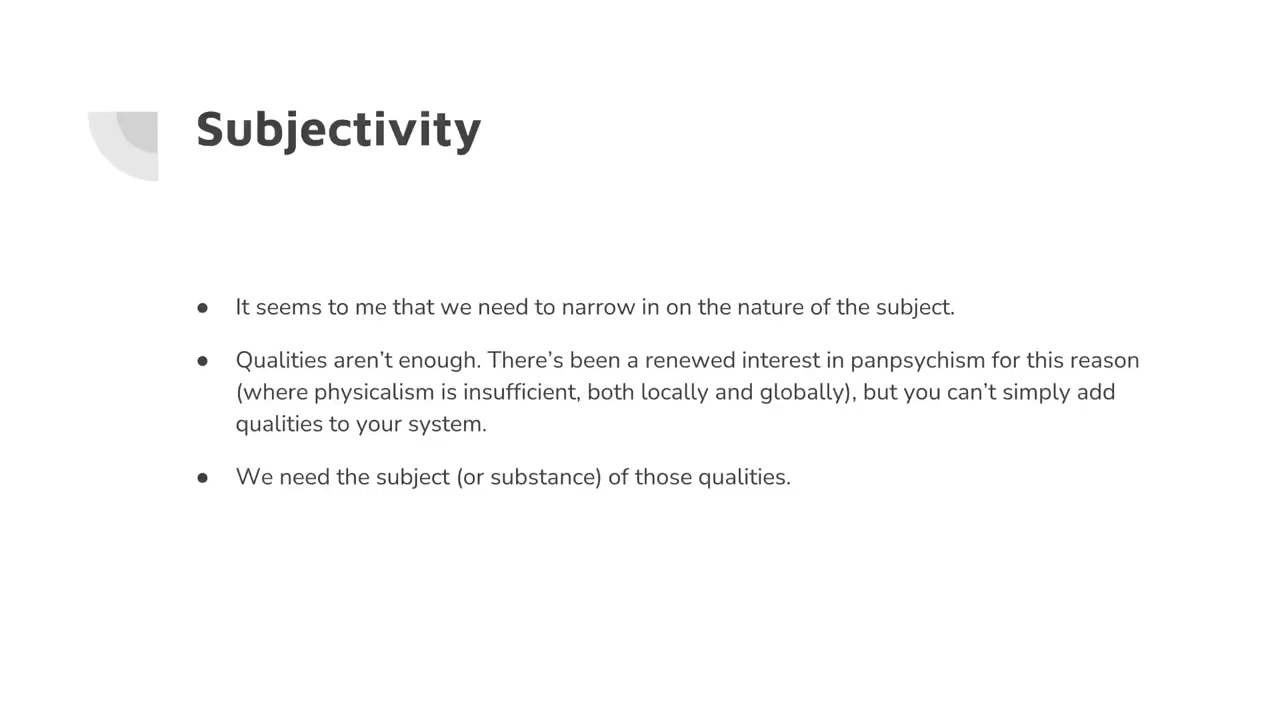 Subjectivity
● It seems to me that we need to narrow in on the nature of the subject.
● Qualities aren’t enough. There’s been a renewed interest in panpsychism for this reason
(where physicalism is insufficient, both locally and globally), but you can’t simply add
qualities to your system.
● We need the subject (or substance) of those qualities.